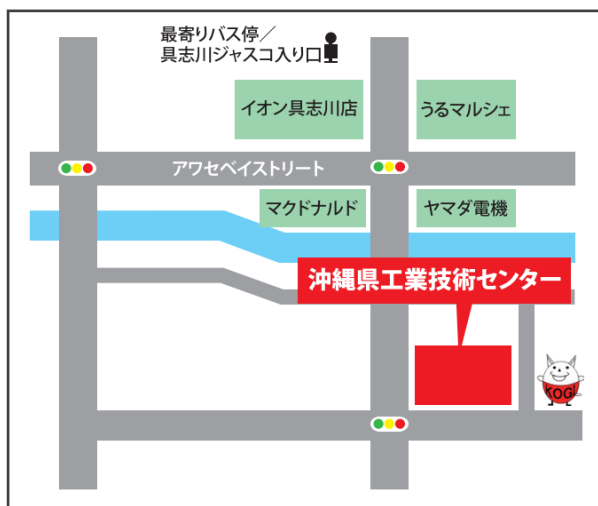 最寄りバス停／
具志川ジャスコ入り口
イオン具志川店
うるマルシェ
アワセベイストリート
マクドナルド
ヤマダ電機
沖縄県工業技術センター
KOGI